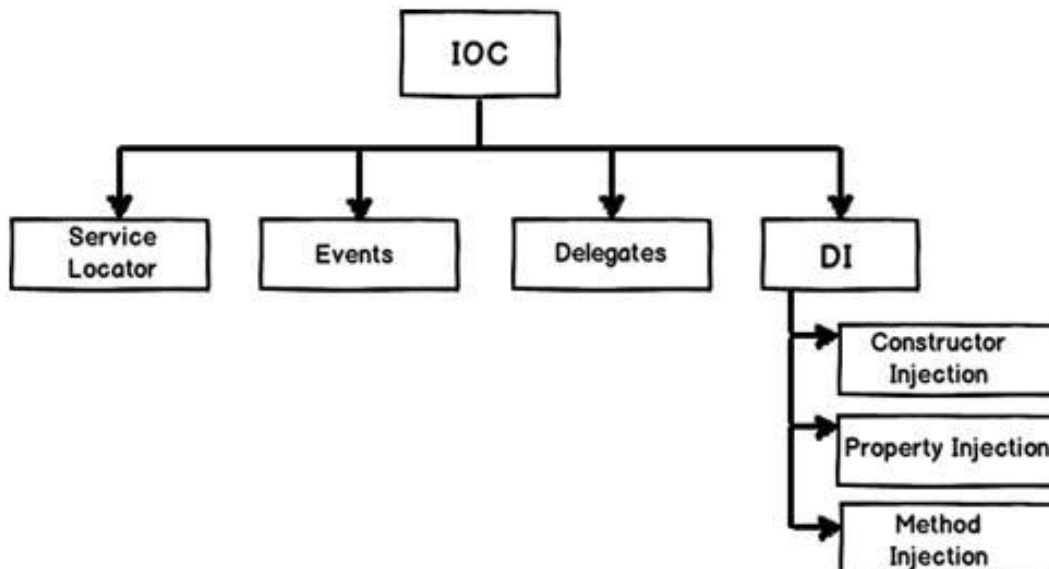 IOC
Service
Locator
Events
Delegates
DI
Constructor
Injection
Property Injection
Method
Injection